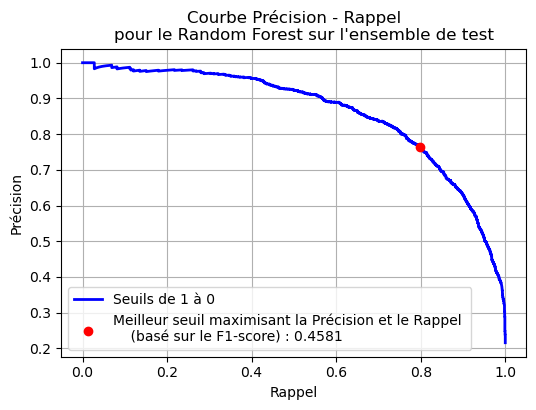 Courbe Précision - Rappel
pour le Random Forest sur l'ensemble de test
1.0
0.9
0.8
0.7
0.6
0.5
0.4
0.3
0.2
Précision
Seuils de 1 à 0
Meilleur seuil maximisant la Précision et le Rappel
(basé sur le F1-score) : 0.4581
0.0 0.2 0.4 0.6 0.8 1.0
Rappel